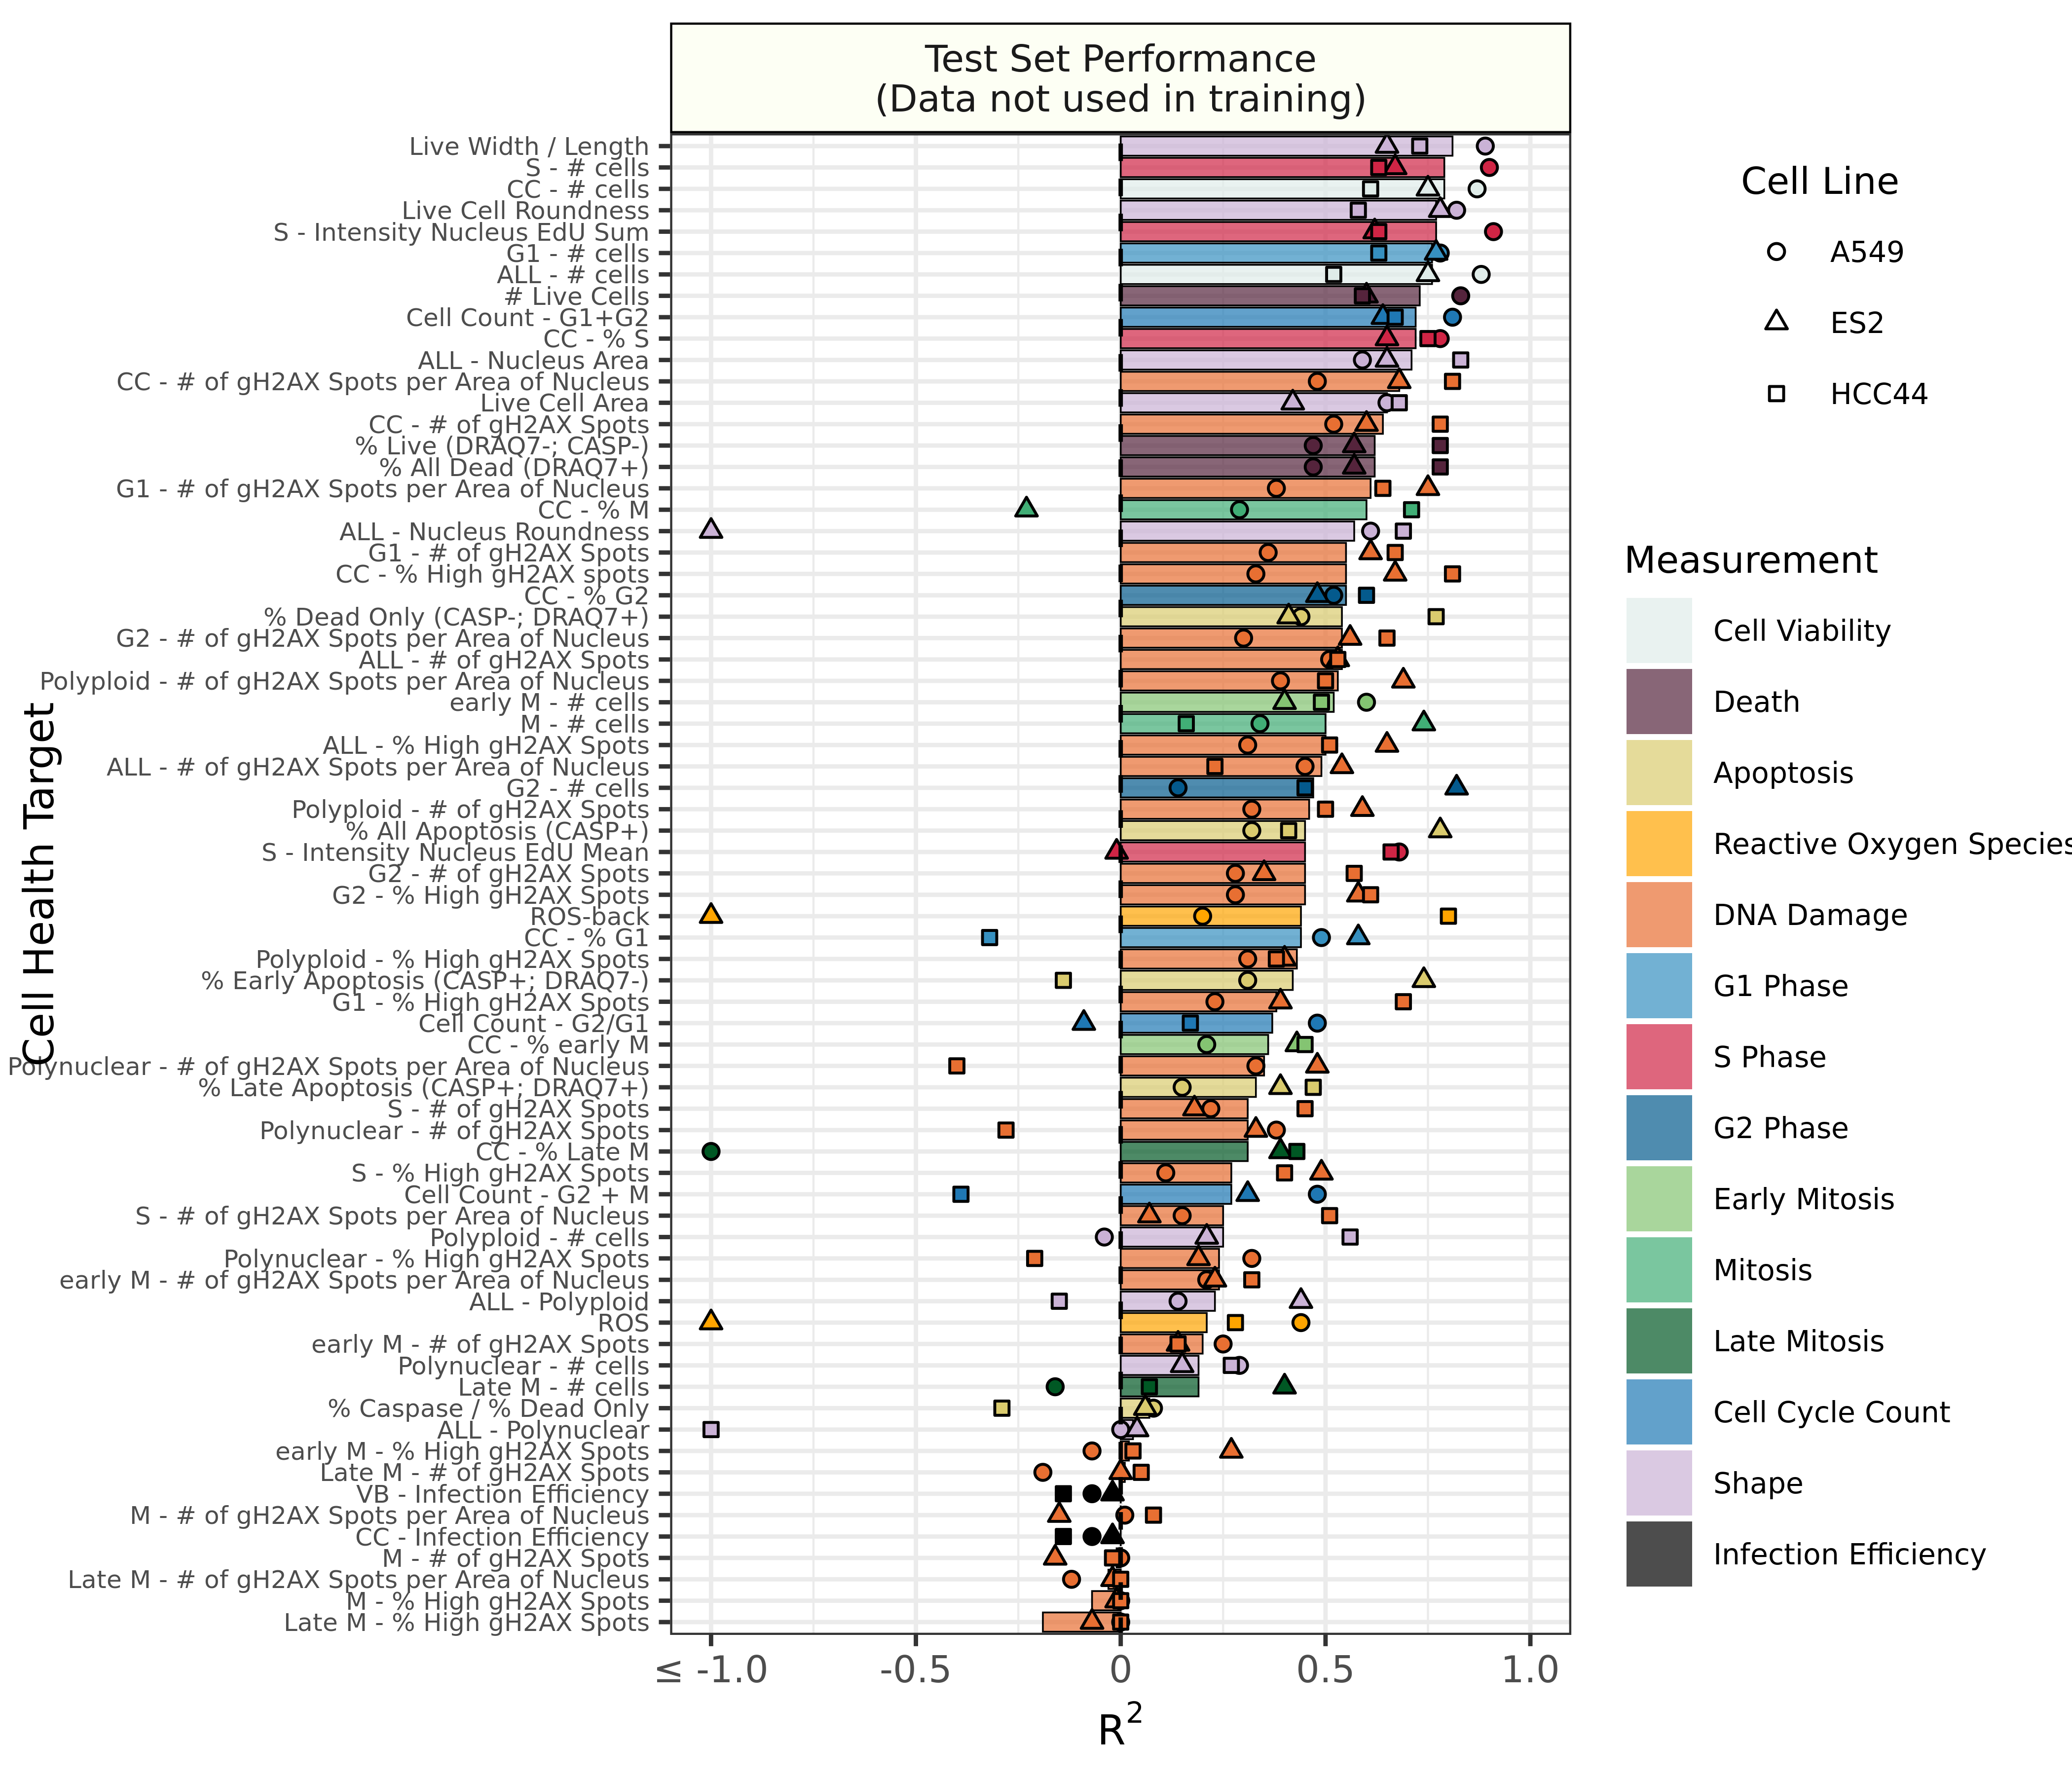 Test Set Performance
(Data not used in training)
Cell Health Target
Live Width / Length
S - # cells
CC - # cells
Live Cell Roundness
S - Intensity Nucleus EdU Sum
G1 - # cells
ALL - # cells
# Live Cells
Cell Count - G1+G2
CC - % S
ALL - Nucleus Area
CC - # of gH2AX Spots per Area of Nucleus
Live Cell Area
CC - # of gH2AX Spots
% Live (DRAQ7-; CASP-)
% All Dead (DRAQ7+)
G1 - # of gH2AX Spots per Area of Nucleus
CC - % M
ALL - Nucleus Roundness
G1 - # of gH2AX Spots
CC - % High gH2AX spots
CC - % G2
% Dead Only (CASP-; DRAQ7+)
G2 - # of gH2AX Spots per Area of Nucleus
ALL - # of gH2AX Spots
Polyploid - # of gH2AX Spots per Area of Nucleus
early M - # cells
M - # cells
ALL - % High gH2AX Spots
ALL - # of gH2AX Spots per Area of Nucleus
G2 - # cells
Polyploid - # of gH2AX Spots
% All Apoptosis (CASP+)
S - Intensity Nucleus EdU Mean
G2 - # of gH2AX Spots
G2 - % High gH2AX Spots
ROS-back
CC - % G1
Polyploid - % High gH2AX Spots
% Early Apoptosis (CASP+; DRAQ7-)
G1 - % High gH2AX Spots
Cell Count - G2/G1
CC - % early M
Polynuclear - # of gH2AX Spots per Area of Nucleus
% Late Apoptosis (CASP+; DRAQ7+)
S - # of gH2AX Spots
Polynuclear - # of gH2AX Spots
CC - % Late M
S - % High gH2AX Spots
Cell Count - G2 + M
S - # of gH2AX Spots per Area of Nucleus
Polyploid - # cells
Polynuclear - % High gH2AX Spots
early M - # of gH2AX Spots per Area of Nucleus
ALL - Polyploid
ROS
early M - # of gH2AX Spots
Polynuclear - # cells
Late M - # cells
% Caspase / % Dead Only
ALL - Polynuclear
early M - % High gH2AX Spots
Late M - # of gH2AX Spots
VB - Infection Efficiency
M - # of gH2AX Spots per Area of Nucleus
CC - Infection Efficiency
M - # of gH2AX Spots
Late M - # of gH2AX Spots per Area of Nucleus
M - % High gH2AX Spots
Late M - % High gH2AX Spots
≤ -1.0 -0.5 0 0.5 1.0
R²
Cell Line
A549
ES2
HCC44
Measurement
Cell Viability
Death
Apoptosis
Reactive Oxygen Species
DNA Damage
G1 Phase
S Phase
G2 Phase
Early Mitosis
Mitosis
Late Mitosis
Cell Cycle Count
Shape
Infection Efficiency